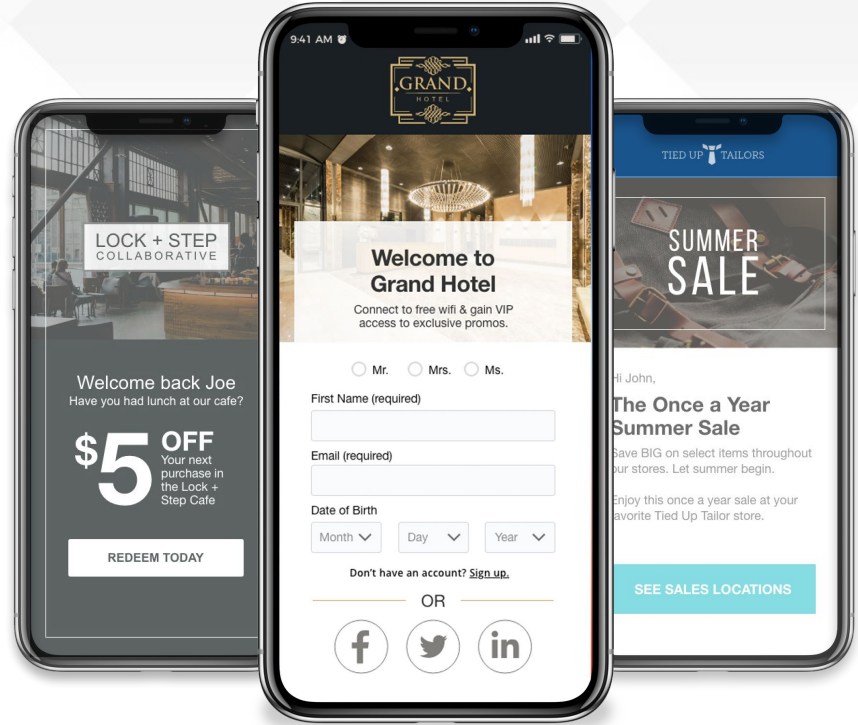 LOCK + STEP
COLLABORATIVE
Welcome back Joe
Have you had lunch at our cafe?
$5 OFF
Your next
purchase in
the Lock +
Step Cafe
REDEEM TODAY
9:41 AM
GRAND
HOTEL
Welcome to
Grand Hotel
Connect to free wifi & gain VIP
access to exclusive promos.
Mr. Mrs. Ms.
First Name (required)
Email (required)
Date of Birth
Month Day Year
Don't have an account? Sign up.
OR
f in
TIED UP TAILORS
SUMMER
SALE
Hi John,
The Once a Year
Summer Sale
Save BIG on select items throughout
our stores. Let summer begin.
Enjoy this once a year sale at your
favorite Tied Up Tailor store.
SEE SALES LOCATIONS